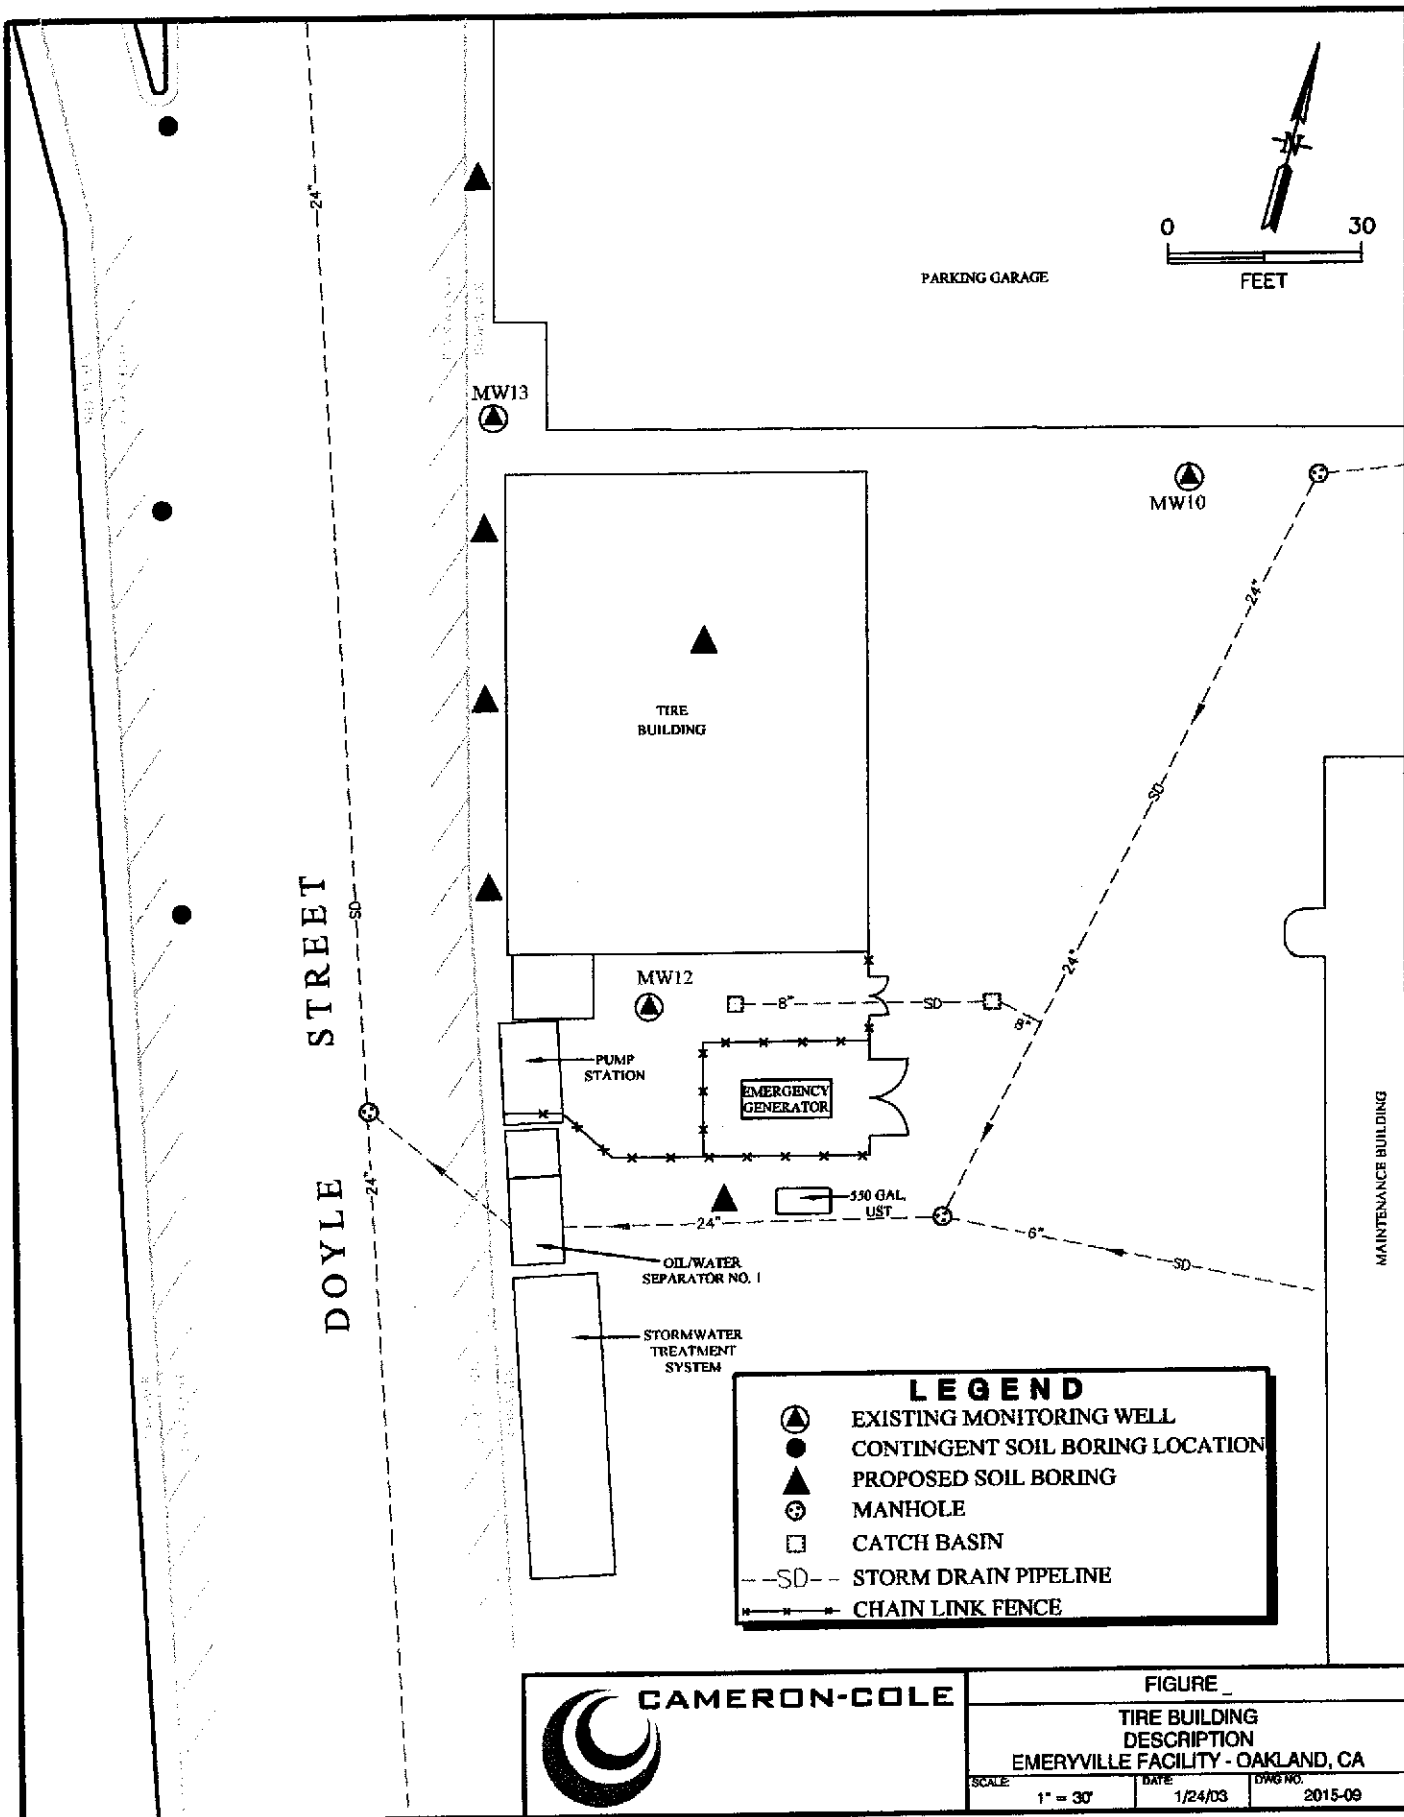 N
0 30
FEET
PARKING GARAGE
24"
MW13
MW10
24"
TIRE
BUILDING
SD
STREET
SD
24"
MW12
8"
SD
8"
PUMP
STATION
EMERGENCY
GENERATOR
MAINTENANCE BUILDING
DOYLE
24"
550 GAL.
UST
24"
6"
SD
OIL/WATER
SEPARATOR NO. 1
STORMWATER
TREATMENT
SYSTEM
LEGEND
EXISTING MONITORING WELL
CONTINGENT SOIL BORING LOCATION
PROPOSED SOIL BORING
MANHOLE
CATCH BASIN
SD STORM DRAIN PIPELINE
CHAIN LINK FENCE
CAMERON-COLE
FIGURE _
TIRE BUILDING
DESCRIPTION
EMERYVILLE FACILITY - OAKLAND, CA
SCALE: 1" = 30' DATE: 1/24/03 DWG NO. 2015-09